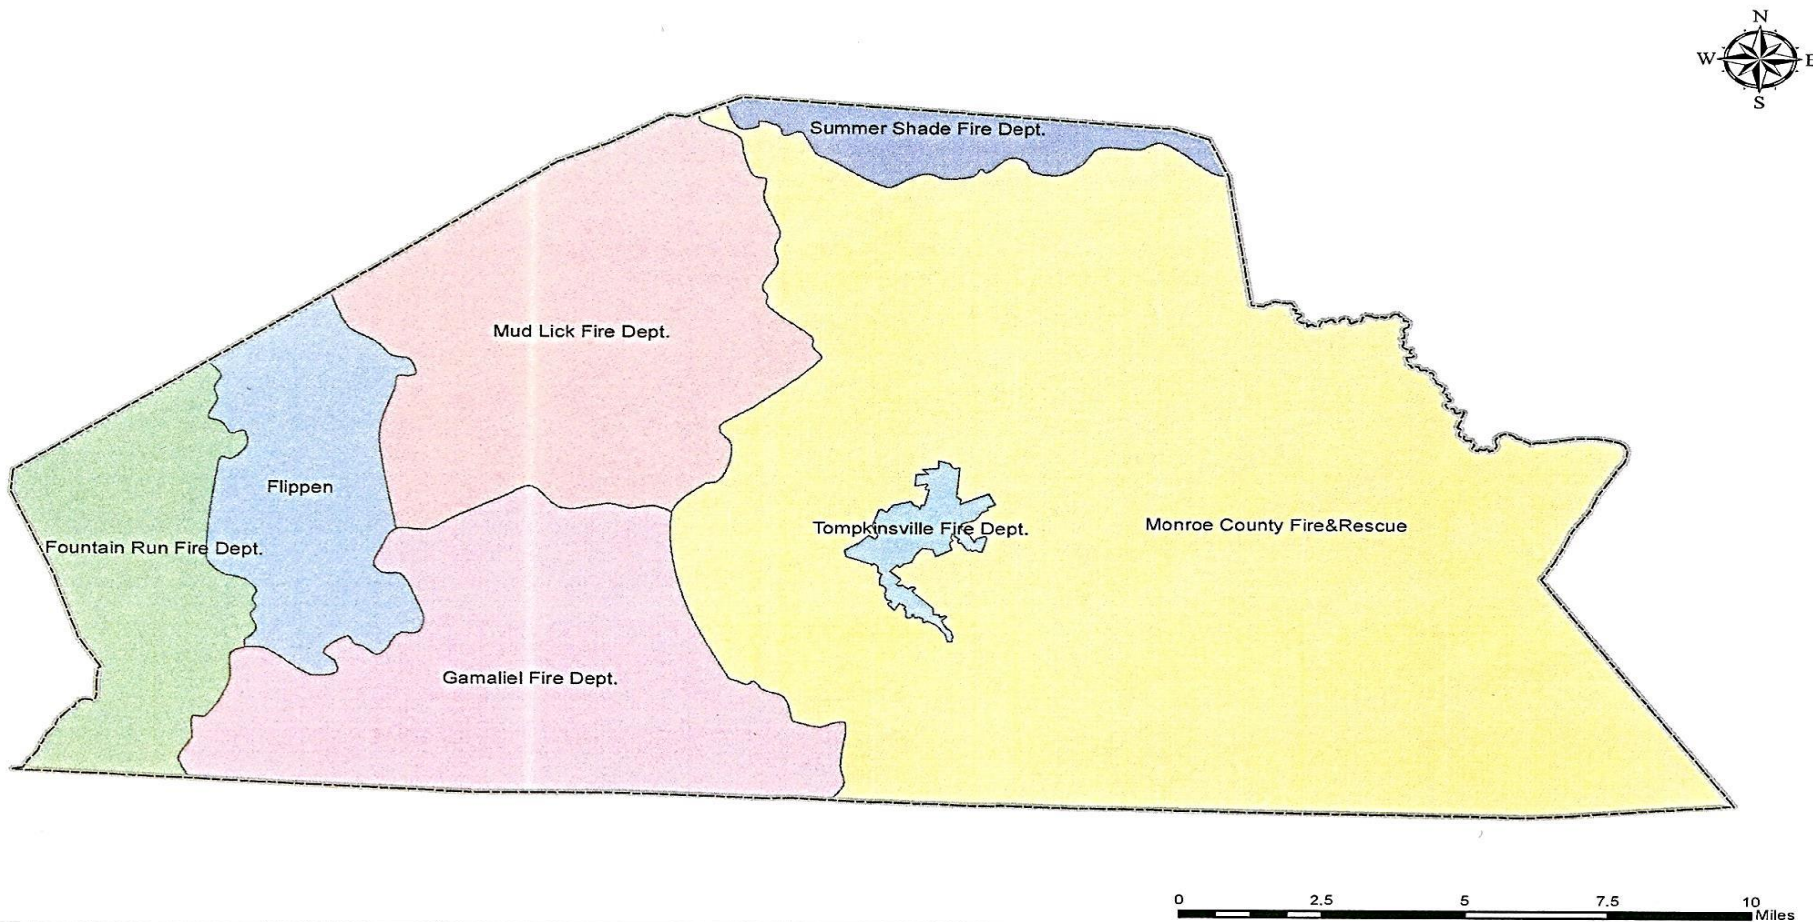 N
W E
S
Summer Shade Fire Dept.
Mud Lick Fire Dept.
Flippen
Fountain Run Fire Dept.
Tompkinsville Fire Dept.
Monroe County Fire&Rescue
Gamaliel Fire Dept.
0 2.5 5 7.5 10
Miles